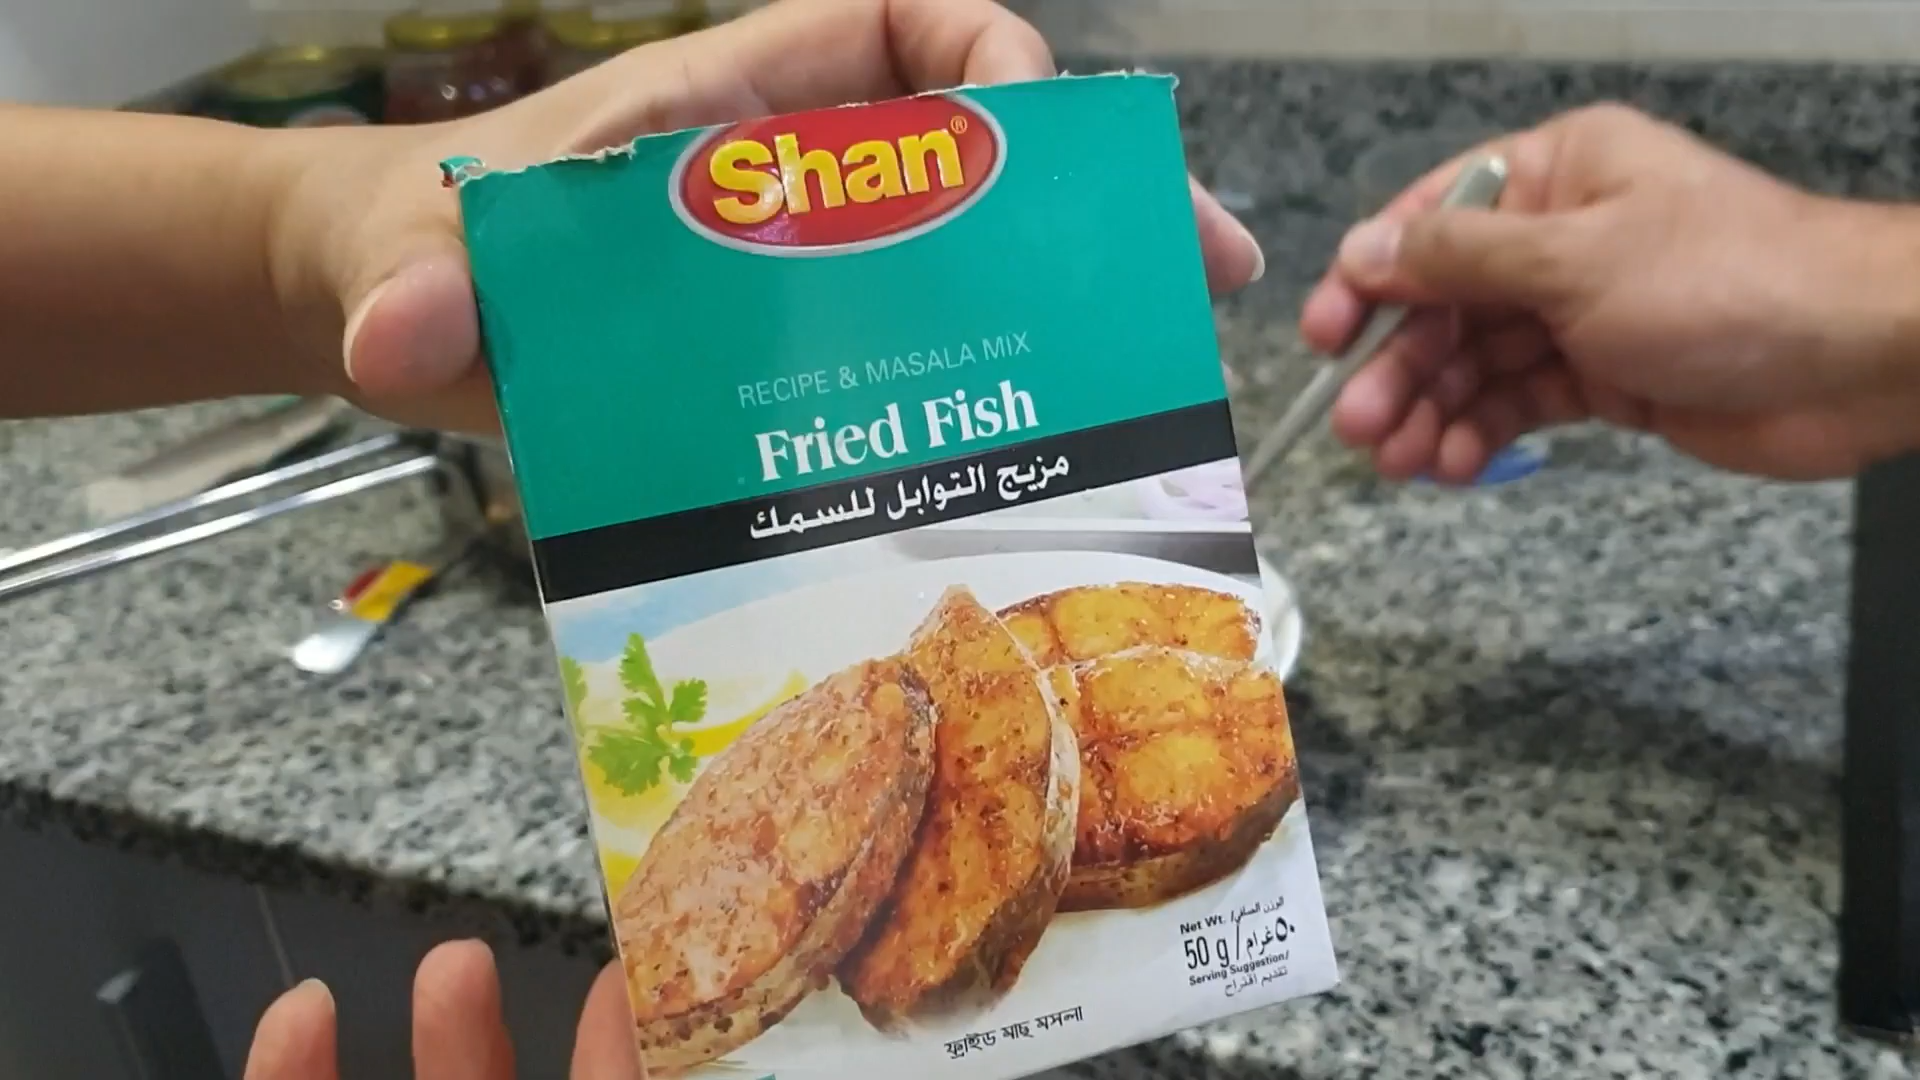 Shan®
RECIPE & MASALA MIX
Fried Fish
مزيج التوابل للسمك
Net Wt. / الوزن الصافي
50 g / ٥٠ غرام
Serving Suggestion/
تقديم اقتراح
ফ্রাইড মাছ মসলা